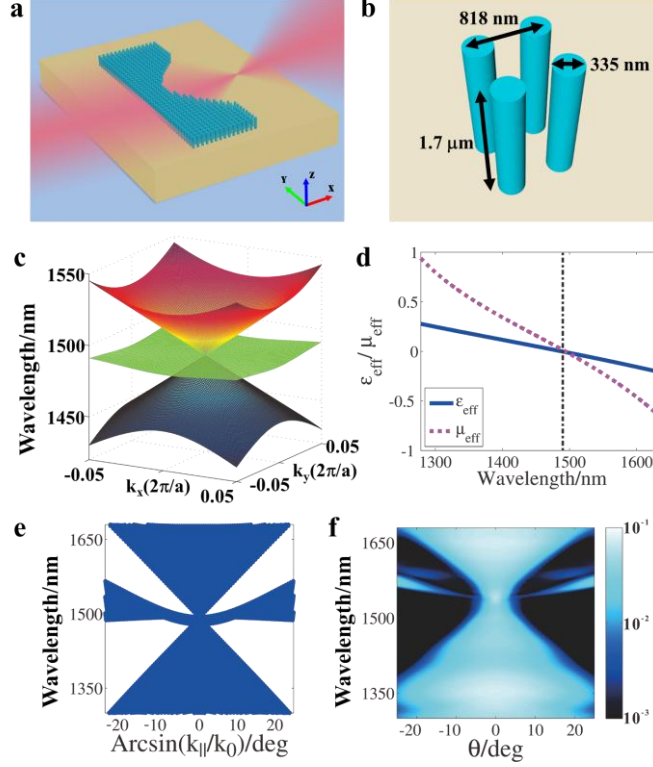 a
Y
Z
X
b
818 nm
335 nm
1.7 μm
c
Wavelength/nm
1550
1500
1450
-0.05
kx(2π/a)
0.05
-0.05
ky(2π/a)
0.05
d
εeff/ μeff
1
0.5
0
-0.5
-1
εeff
μeff
1300 1400 1500 1600
Wavelength/nm
e
Wavelength/nm
1650
1500
1350
-20 -10 0 10 20
Arcsin(k||/k0)/deg
f
Wavelength/nm
1650
1500
1350
-20 -10 0 10 20
θ/deg
10-1
10-2
10-3